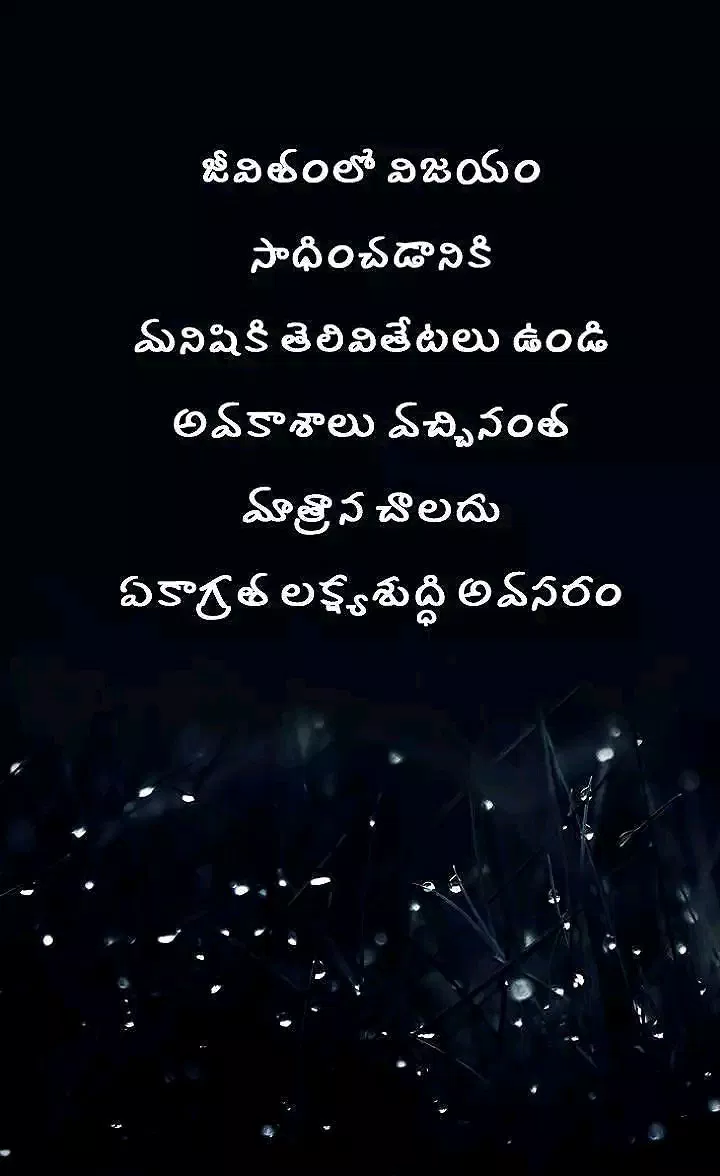 జీవితంలో విజయం
సాధించడానికి
మనిషికి తెలివితేటలు ఉండి
అవకాశాలు వచ్చినంత
మాత్రాన చాలదు
ఏకాగ్రత లక్ష్యశుద్ధి అవసరం